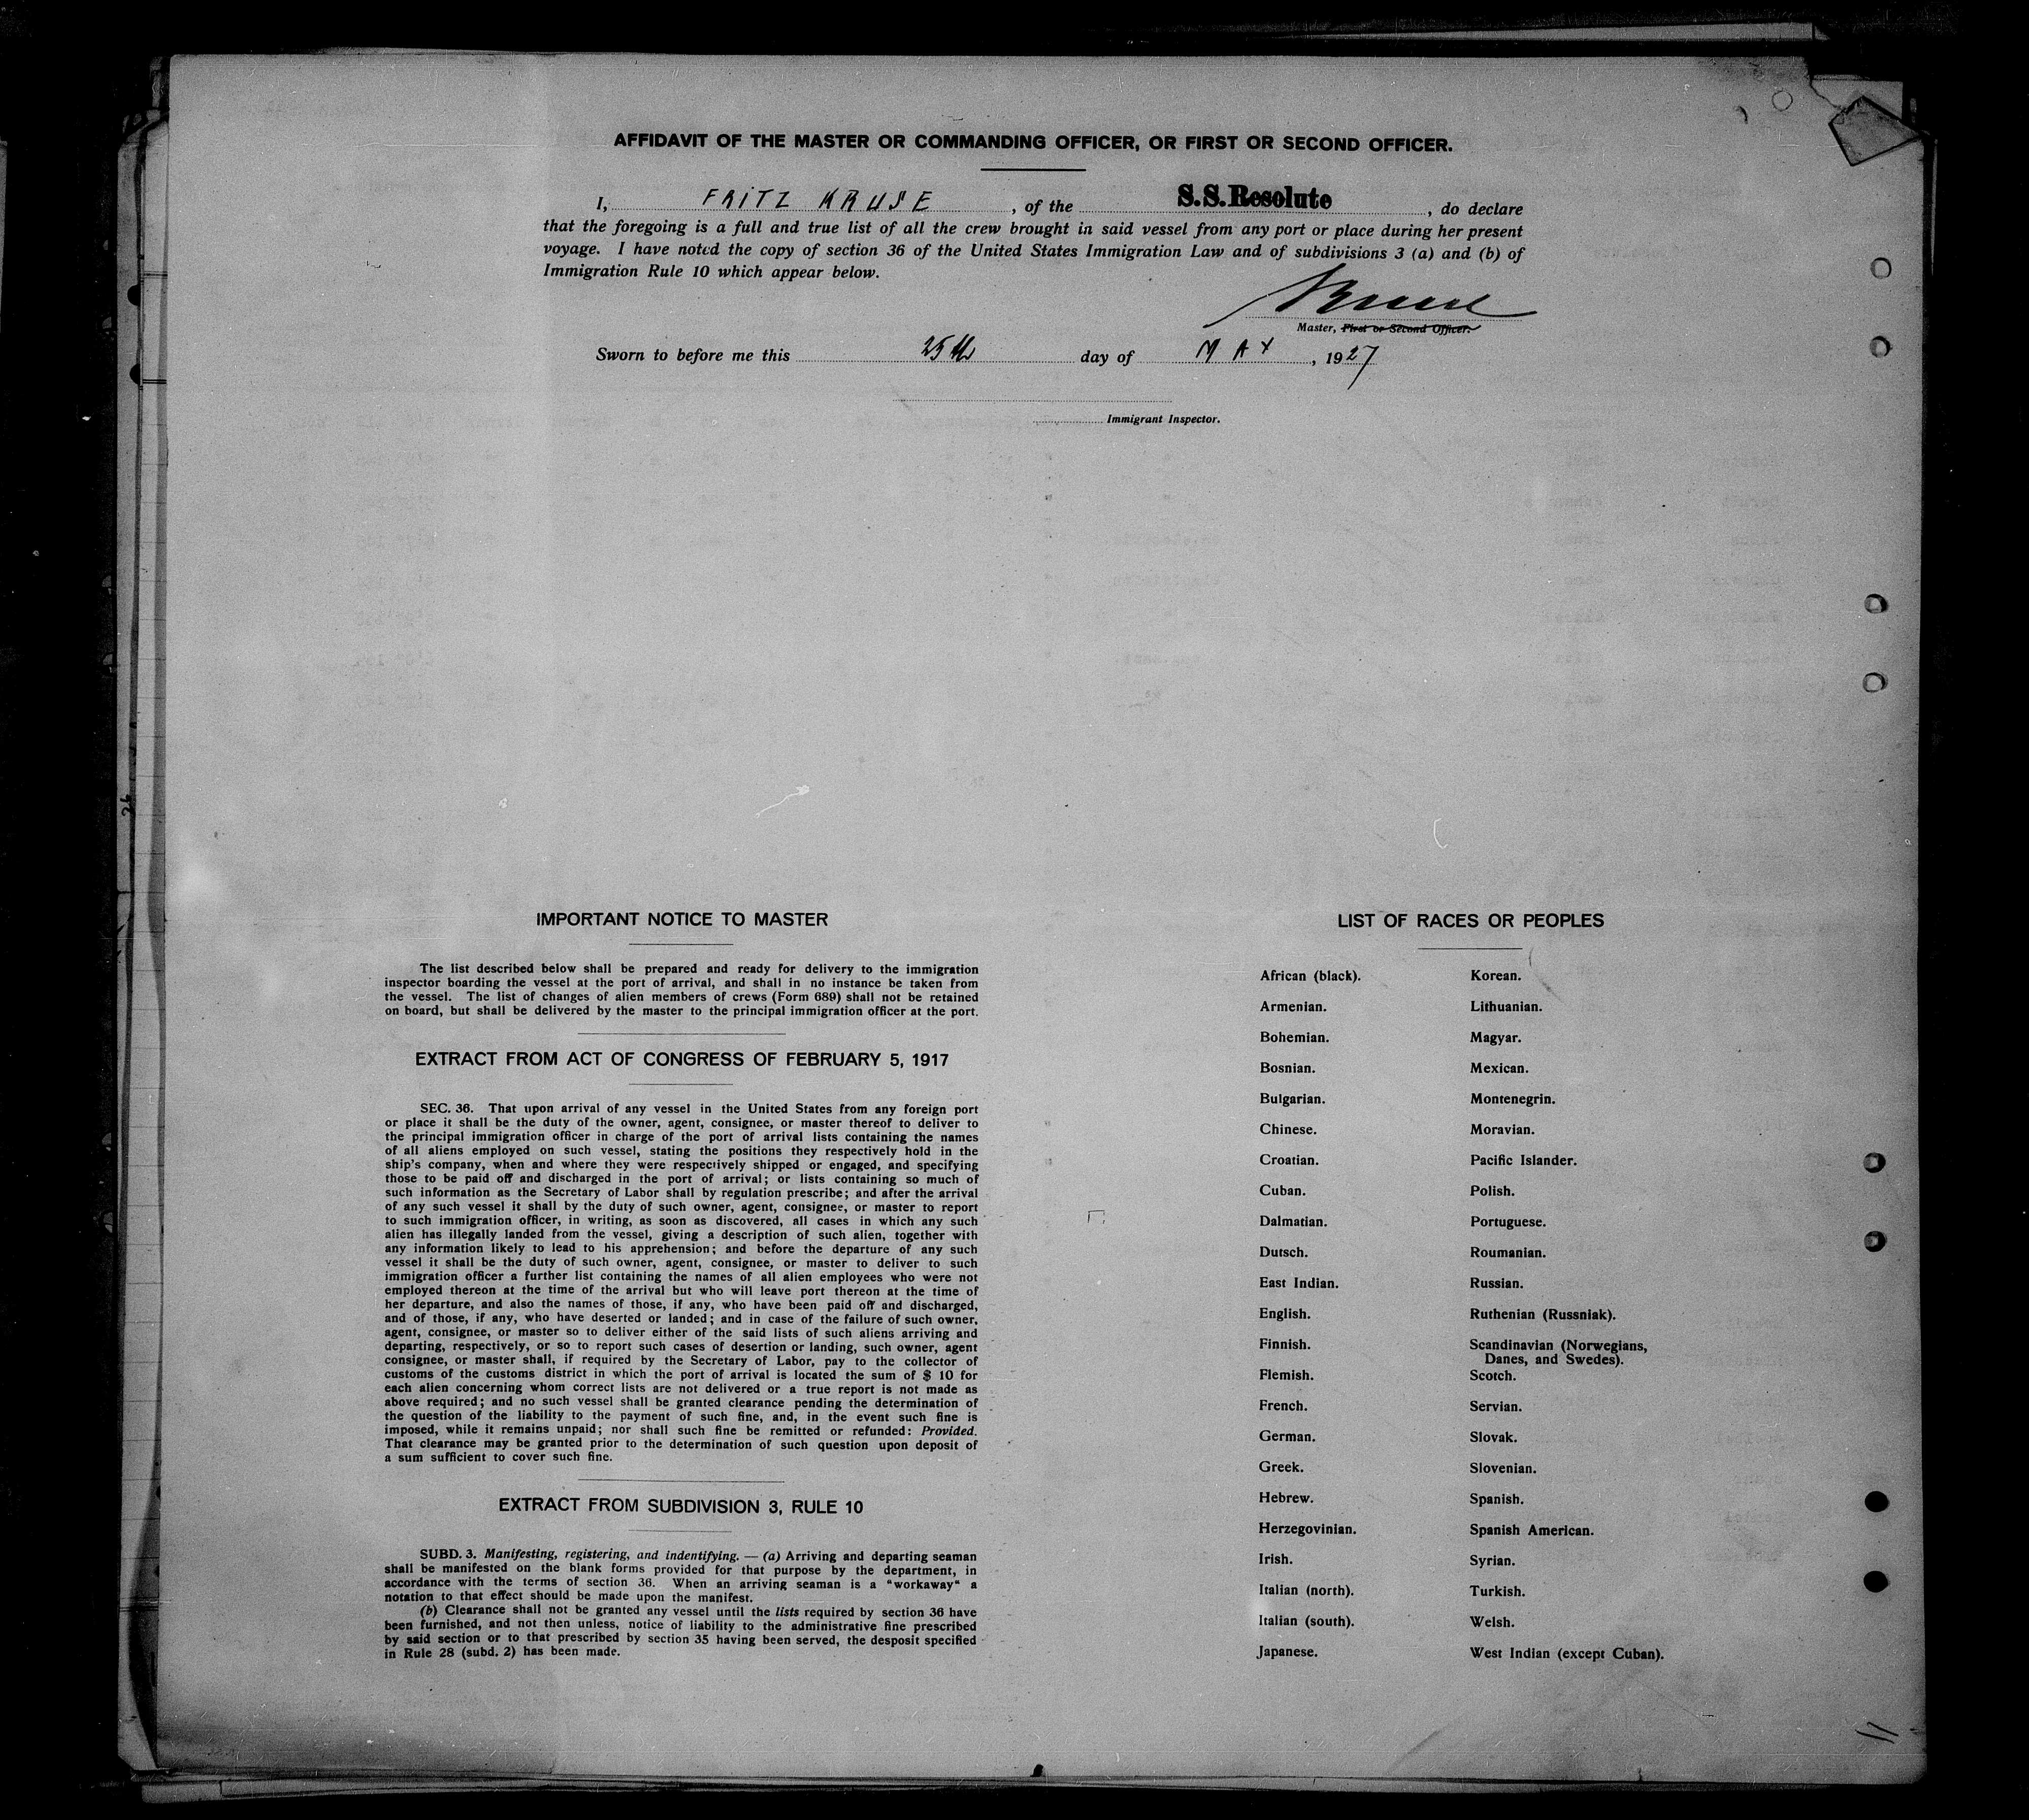 AFFIDAVIT OF THE MASTER OR COMMANDING OFFICER, OR FIRST OR SECOND OFFICER.
I, FRITZ KRUSE, of the S.S. Resolute, do declare
that the foregoing is a full and true list of all the crew brought in said vessel from any port or place during her present
voyage. I have noted the copy of section 36 of the United States Immigration Law and of subdivisions 3 (a) and (b) of
Immigration Rule 10 which appear below.
Kruse
Master, First or Second Officer.
Sworn to before me this 25th day of MAY, 1927
Immigrant Inspector.
26
IMPORTANT NOTICE TO MASTER
The list described below shall be prepared and ready for delivery to the immigration
inspector boarding the vessel at the port of arrival, and shall in no instance be taken from
the vessel. The list of changes of alien members of crews (Form 689) shall not be retained
on board, but shall be delivered by the master to the principal immigration officer at the port.
EXTRACT FROM ACT OF CONGRESS OF FEBRUARY 5, 1917
SEC. 36. That upon arrival of any vessel in the United States from any foreign port
or place it shall be the duty of the owner, agent, consignee, or master thereof to deliver to
the principal immigration officer in charge of the port of arrival lists containing the names
of all aliens employed on such vessel, stating the positions they respectively hold in the
ship's company, when and where they were respectively shipped or engaged, and specifying
those to be paid off and discharged in the port of arrival; or lists containing so much of
such information as the Secretary of Labor shall by regulation prescribe; and after the arrival
of any such vessel it shall by the duty of such owner, agent, consignee, or master to report
to such immigration officer, in writing, as soon as discovered, all cases in which any such
alien has illegally landed from the vessel, giving a description of such alien, together with
any information likely to lead to his apprehension; and before the departure of any such
vessel it shall be the duty of such owner, agent, consignee, or master to deliver to such
immigration officer a further list containing the names of all alien employees who were not
employed thereon at the time of the arrival but who will leave port thereon at the time of
her departure, and also the names of those, if any, who have been paid off and discharged,
and of those, if any, who have deserted or landed; and in case of the failure of such owner,
agent, consignee, or master so to deliver either of the said lists of such aliens arriving and
departing, respectively, or so to report such cases of desertion or landing, such owner, agent
consignee, or master shall, if required by the Secretary of Labor, pay to the collector of
customs of the customs district in which the port of arrival is located the sum of $ 10 for
each alien concerning whom correct lists are not delivered or a true report is not made as
above required; and no such vessel shall be granted clearance pending the determination of
the question of the liability to the payment of such fine, and, in the event such fine is
imposed, while it remains unpaid; nor shall such fine be remitted or refunded: Provided.
That clearance may be granted prior to the determination of such question upon deposit of
a sum sufficient to cover such fine.
EXTRACT FROM SUBDIVISION 3, RULE 10
SUBD. 3. Manifesting, registering, and indentifying. — (a) Arriving and departing seaman
shall be manifested on the blank forms provided for that purpose by the department, in
accordance with the terms of section 36. When an arriving seaman is a "workaway" a
notation to that effect should be made upon the manifest.
(b) Clearance shall not be granted any vessel until the lists required by section 36 have
been furnished, and not then unless, notice of liability to the administrative fine prescribed
by said section or to that prescribed by section 35 having been served, the desposit specified
in Rule 28 (subd. 2) has been made.
LIST OF RACES OR PEOPLES
African (black).
Armenian.
Bohemian.
Bosnian.
Bulgarian.
Chinese.
Croatian.
Cuban.
Dalmatian.
Dutsch.
East Indian.
English.
Finnish.
Flemish.
French.
German.
Greek.
Hebrew.
Herzegovinian.
Irish.
Italian (north).
Italian (south).
Japanese.
Korean.
Lithuanian.
Magyar.
Mexican.
Montenegrin.
Moravian.
Pacific Islander.
Polish.
Portuguese.
Roumanian.
Russian.
Ruthenian (Russniak).
Scandinavian (Norwegians,
Danes, and Swedes).
Scotch.
Servian.
Slovak.
Slovenian.
Spanish.
Spanish American.
Syrian.
Turkish.
Welsh.
West Indian (except Cuban).
11